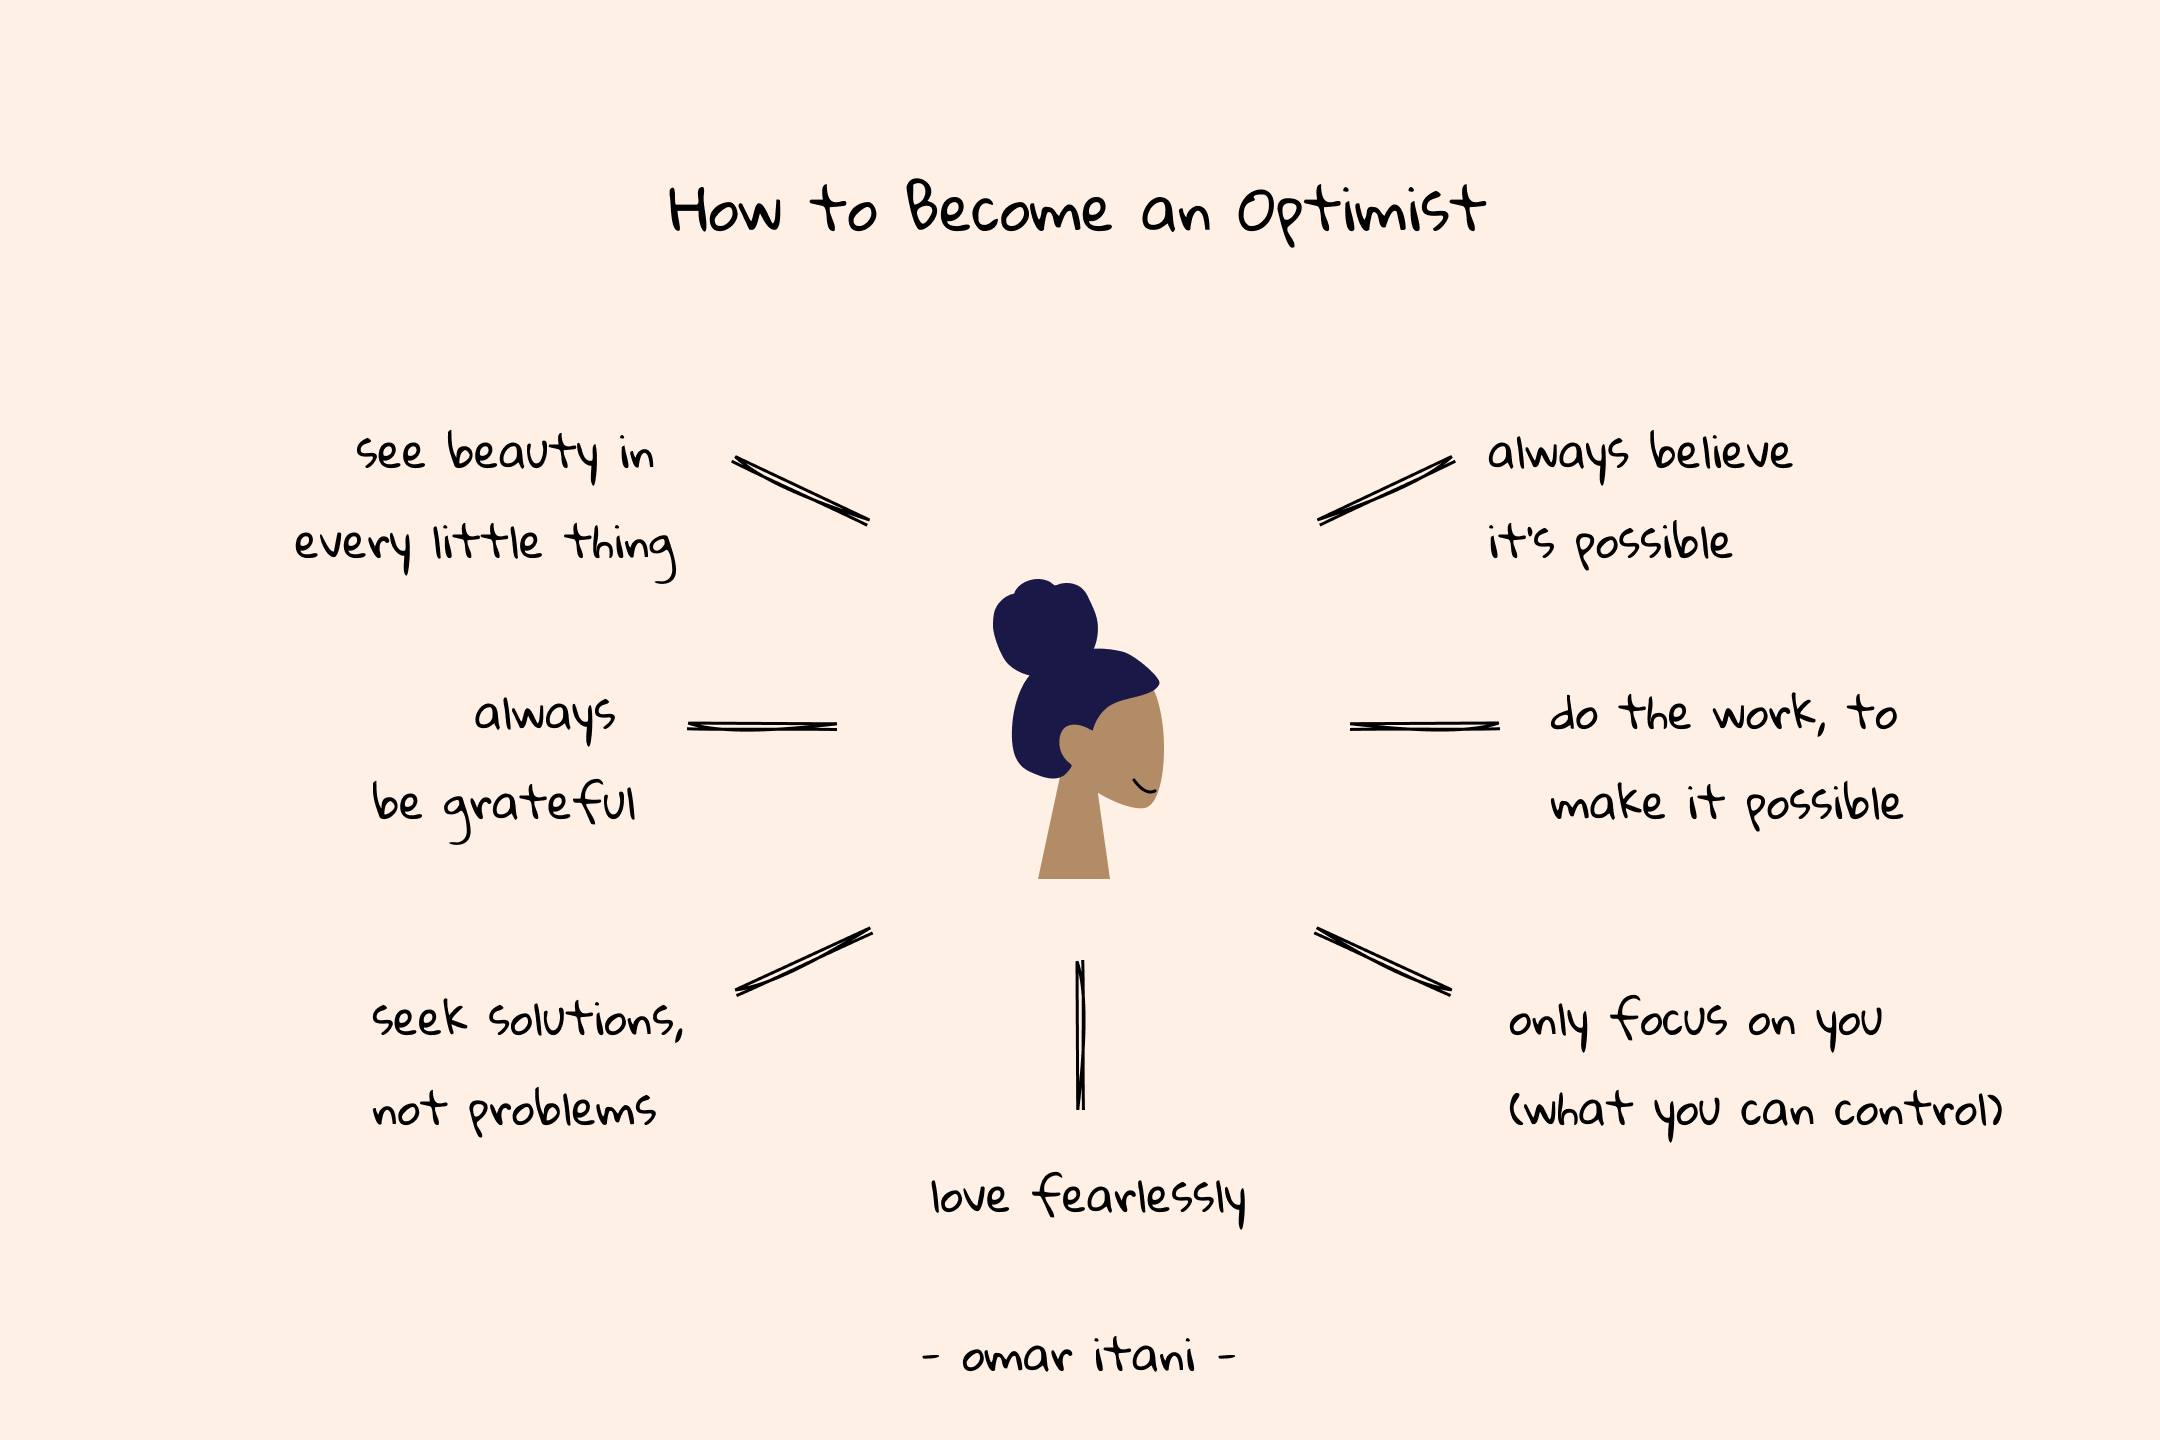 How to Become an Optimist
see beauty in
every little thing
always believe
it's possible
always
be grateful
do the work, to
make it possible
seek solutions,
not problems
only focus on you
(what you can control)
love fearlessly
- omar itani -